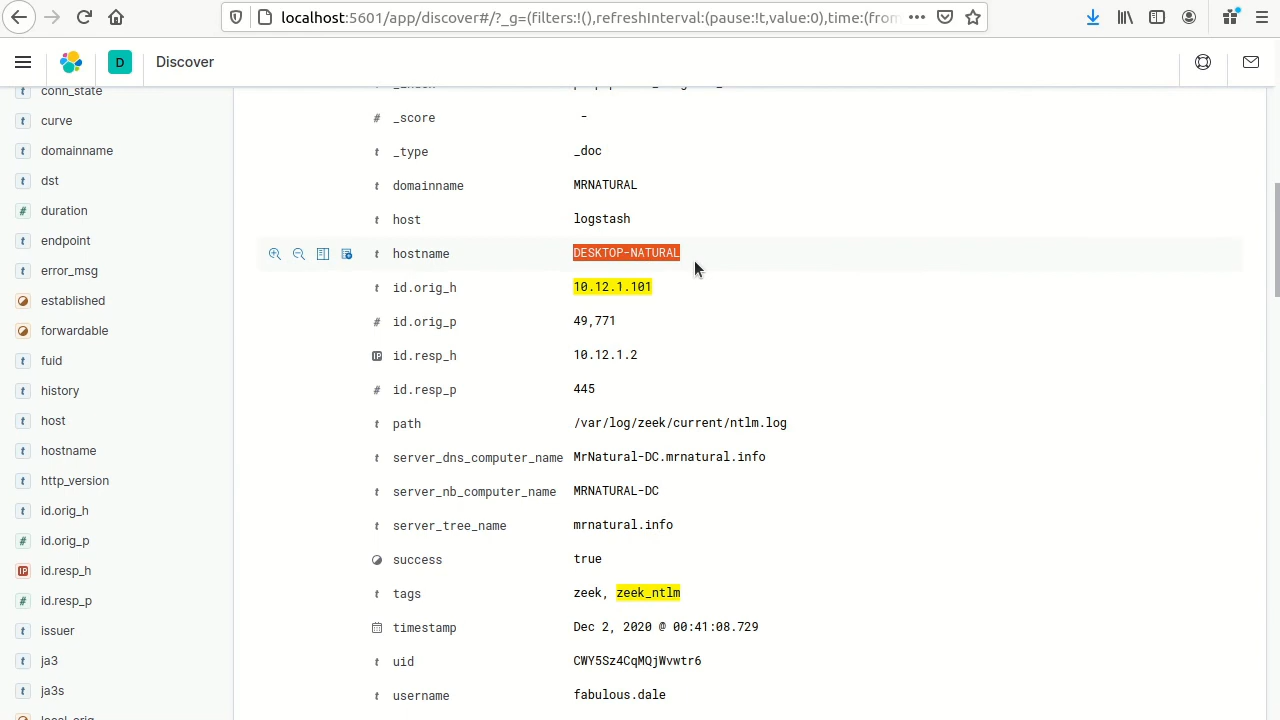 localhost:5601/app/discover#/?_g=(filters:!(),refreshInterval:(pause:!t,value:0),time:(from
D Discover
conn_state
curve
domainname
dst
duration
endpoint
error_msg
established
forwardable
fuid
history
host
hostname
http_version
id.orig_h
id.orig_p
id.resp_h
id.resp_p
issuer
ja3
ja3s
# _score -
t _type _doc
t domainname MRNATURAL
t host logstash
t hostname DESKTOP-NATURAL
t id.orig_h 10.12.1.101
# id.orig_p 49,771
IP id.resp_h 10.12.1.2
# id.resp_p 445
t path /var/log/zeek/current/ntlm.log
t server_dns_computer_name MrNatural-DC.mrnatural.info
t server_nb_computer_name MRNATURAL-DC
t server_tree_name mrnatural.info
success true
t tags zeek, zeek_ntlm
timestamp Dec 2, 2020 @ 00:41:08.729
t uid CWY5Sz4CqMQjWvwtr6
t username fabulous.dale